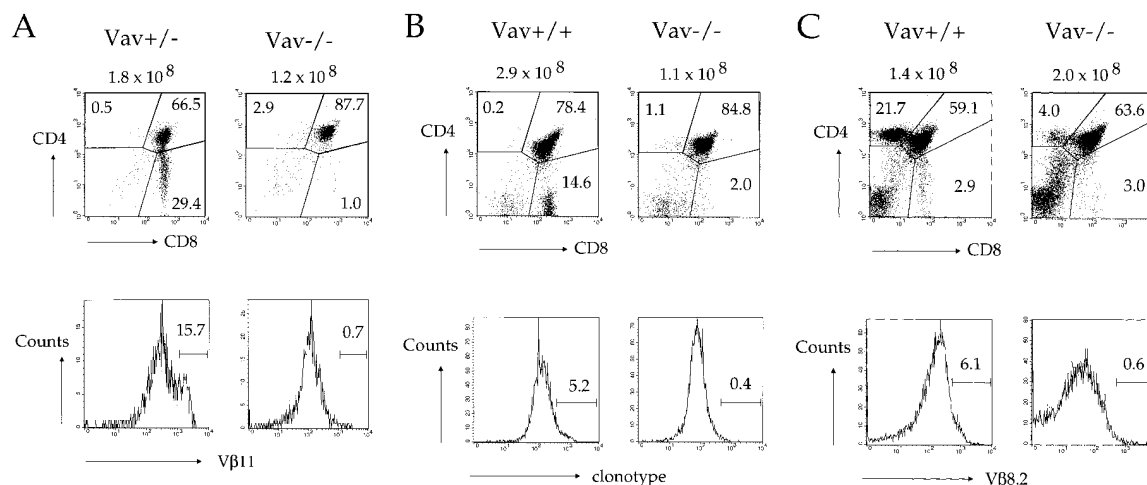 A
Vav+/-
Vav-/-
1.8 x 10^8
1.2 x 10^8
CD4
0.5
66.5
29.4
2.9
87.7
1.0
CD8
Counts
15.7
0.7
Vβ11
B
Vav+/+
Vav-/-
2.9 x 10^8
1.1 x 10^8
CD4
0.2
78.4
14.6
1.1
84.8
2.0
CD8
Counts
5.2
0.4
clonotype
C
Vav+/+
Vav-/-
1.4 x 10^8
2.0 x 10^8
CD4
21.7
59.1
2.9
4.0
63.6
3.0
CD8
Counts
6.1
0.6
Vβ8.2